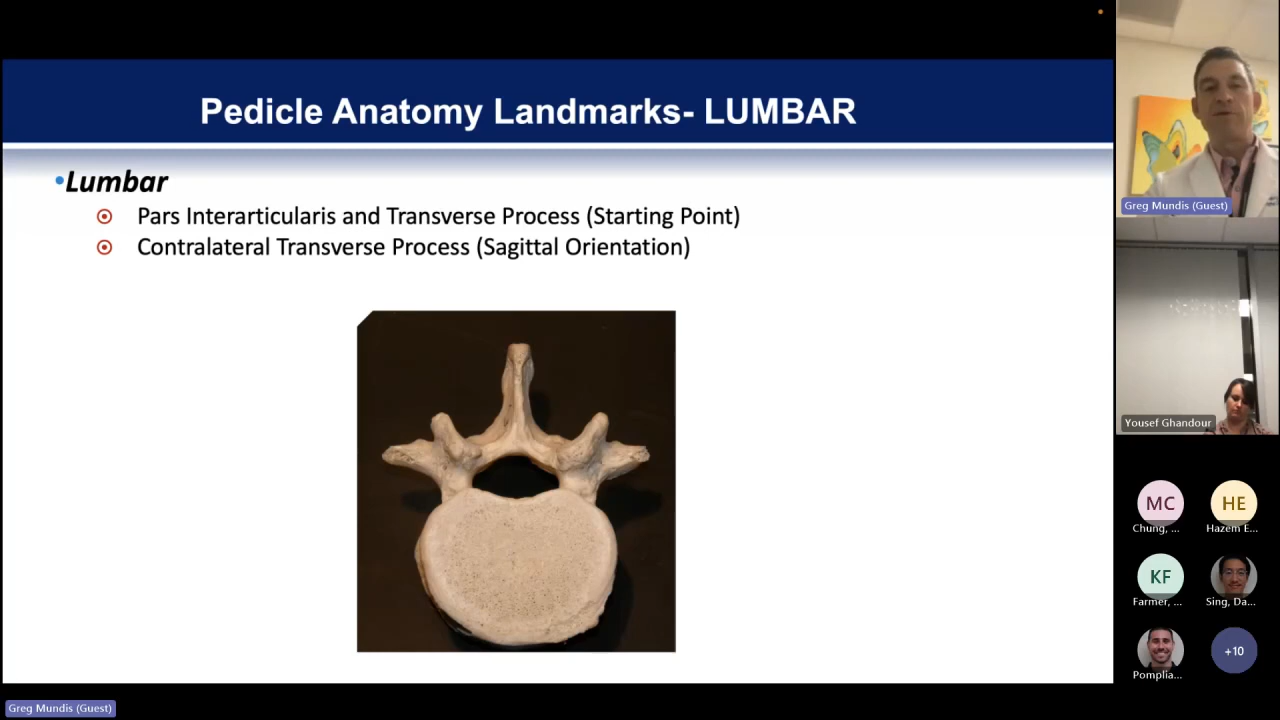 Pedicle Anatomy Landmarks- LUMBAR
•Lumbar
Pars Interarticularis and Transverse Process (Starting Point)
Contralateral Transverse Process (Sagittal Orientation)
Greg Mundis (Guest)
Yousef Ghandour
MC
HE
Chung, ...
Hazem E...
KF
Farmer, ...
Sing, Da...
Pomplia...
+10
Greg Mundis (Guest)